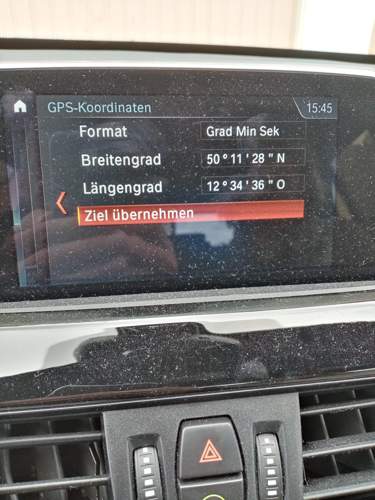 GPS-Koordinaten 15:45
Format Grad Min Sek
Breitengrad 50 ° 11 ' 28 " N
Längengrad 12 ° 34 ' 36 " O
Ziel übernehmen